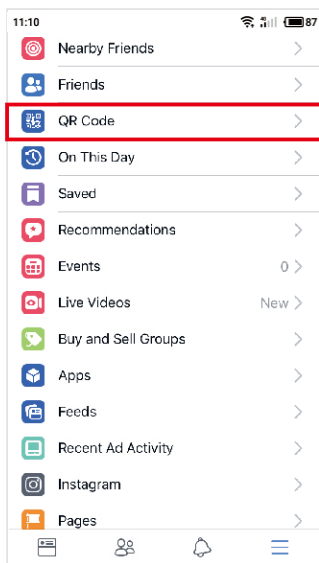 11:10 87
Nearby Friends
Friends
QR Code
On This Day
Saved
Recommendations
Events 0
Live Videos New
Buy and Sell Groups
Apps
Feeds
Recent Ad Activity
Instagram
Pages